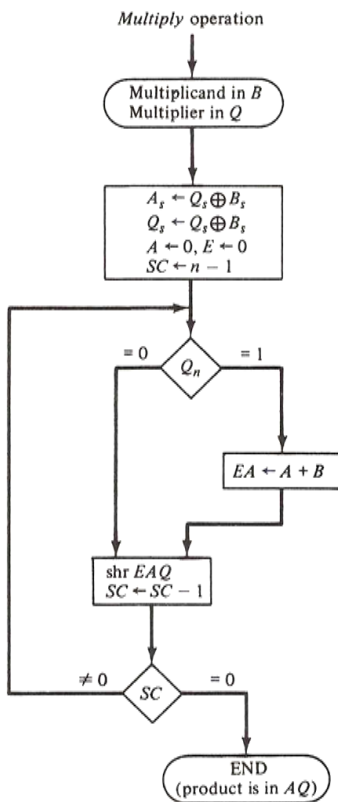 Multiply operation
Multiplicand in B
Multiplier in Q
A_s ← Q_s ⊕ B_s
Q_s ← Q_s ⊕ B_s
A ← 0, E ← 0
SC ← n − 1
= 0
= 1
Q_n
EA ← A + B
shr EAQ
SC ← SC − 1
≠ 0
= 0
SC
END
(product is in AQ)